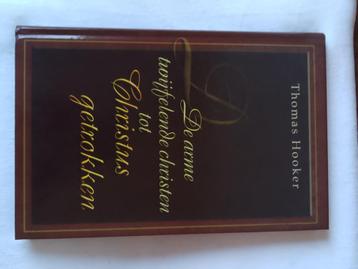 Thomas Hooker
De arme
twijfelende christen
tot
Christus
getrokken